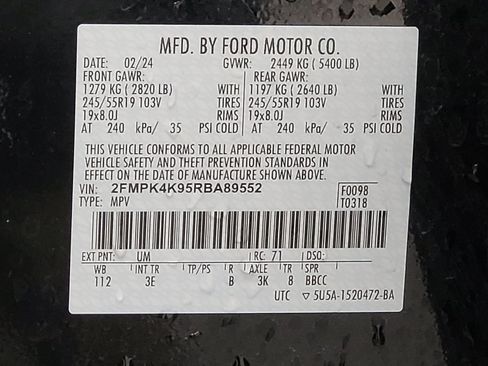 MFD. BY FORD MOTOR CO.
DATE: 02/24 GVWR: 2449 KG ( 5400 LB)
FRONT GAWR: REAR GAWR:
1279 KG ( 2820 LB) WITH 1197 KG ( 2640 LB) WITH
245/55R19 103V TIRES 245/55R19 103V TIRES
19x8.0J RIMS 19x8.0J RIMS
AT 240 kPa/ 35 PSI COLD AT 240 kPa/ 35 PSI COLD
THIS VEHICLE CONFORMS TO ALL APPLICABLE FEDERAL MOTOR
VEHICLE SAFETY AND THEFT PREVENTION STANDARDS IN
EFFECT ON THE DATE OF MANUFACTURE SHOWN ABOVE.
VIN: 2FMPK4K95RBA89552 F0098
TYPE: MPV T0318
EXT PNT: UM RC: 71 DSO:
WB INT TR TP/PS R AXLE TR SPR
112 3E B 3K 8 BBCC
UTC ▽ 5U5A-1520472-BA